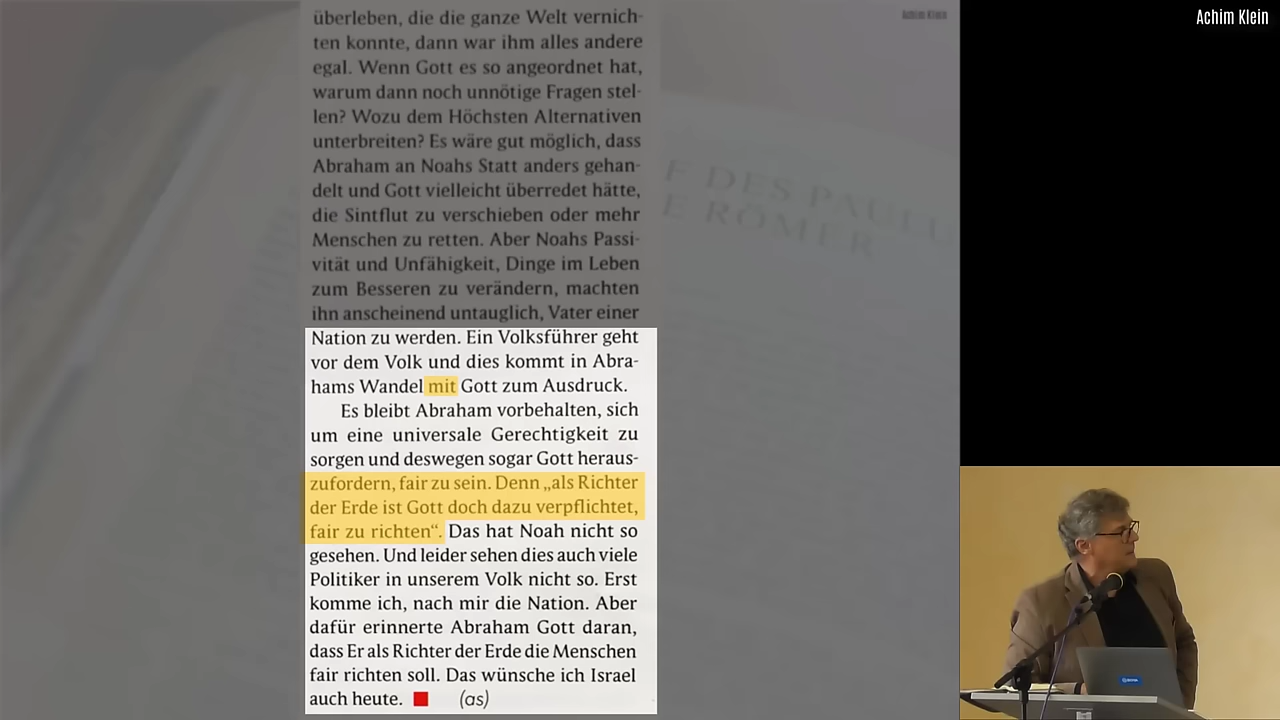 Achim Klein
Achim Klein
überleben, die die ganze Welt vernich-
ten konnte, dann war ihm alles andere
egal. Wenn Gott es so angeordnet hat,
warum dann noch unnötige Fragen stel-
len? Wozu dem Höchsten Alternativen
unterbreiten? Es wäre gut möglich, dass
Abraham an Noahs Statt anders gehan-
delt und Gott vielleicht überredet hätte,
die Sintflut zu verschieben oder mehr
Menschen zu retten. Aber Noahs Passi-
vität und Unfähigkeit, Dinge im Leben
zum Besseren zu verändern, machten
ihn anscheinend untauglich, Vater einer
Nation zu werden. Ein Volksführer geht
vor dem Volk und dies kommt in Abra-
hams Wandel mit Gott zum Ausdruck.
Es bleibt Abraham vorbehalten, sich
um eine universale Gerechtigkeit zu
sorgen und deswegen sogar Gott heraus-
zufordern, fair zu sein. Denn „als Richter
der Erde ist Gott doch dazu verpflichtet,
fair zu richten“. Das hat Noah nicht so
gesehen. Und leider sehen dies auch viele
Politiker in unserem Volk nicht so. Erst
komme ich, nach mir die Nation. Aber
dafür erinnerte Abraham Gott daran,
dass Er als Richter der Erde die Menschen
fair richten soll. Das wünsche ich Israel
auch heute. (as)
F DES PAULU
E RÖMER